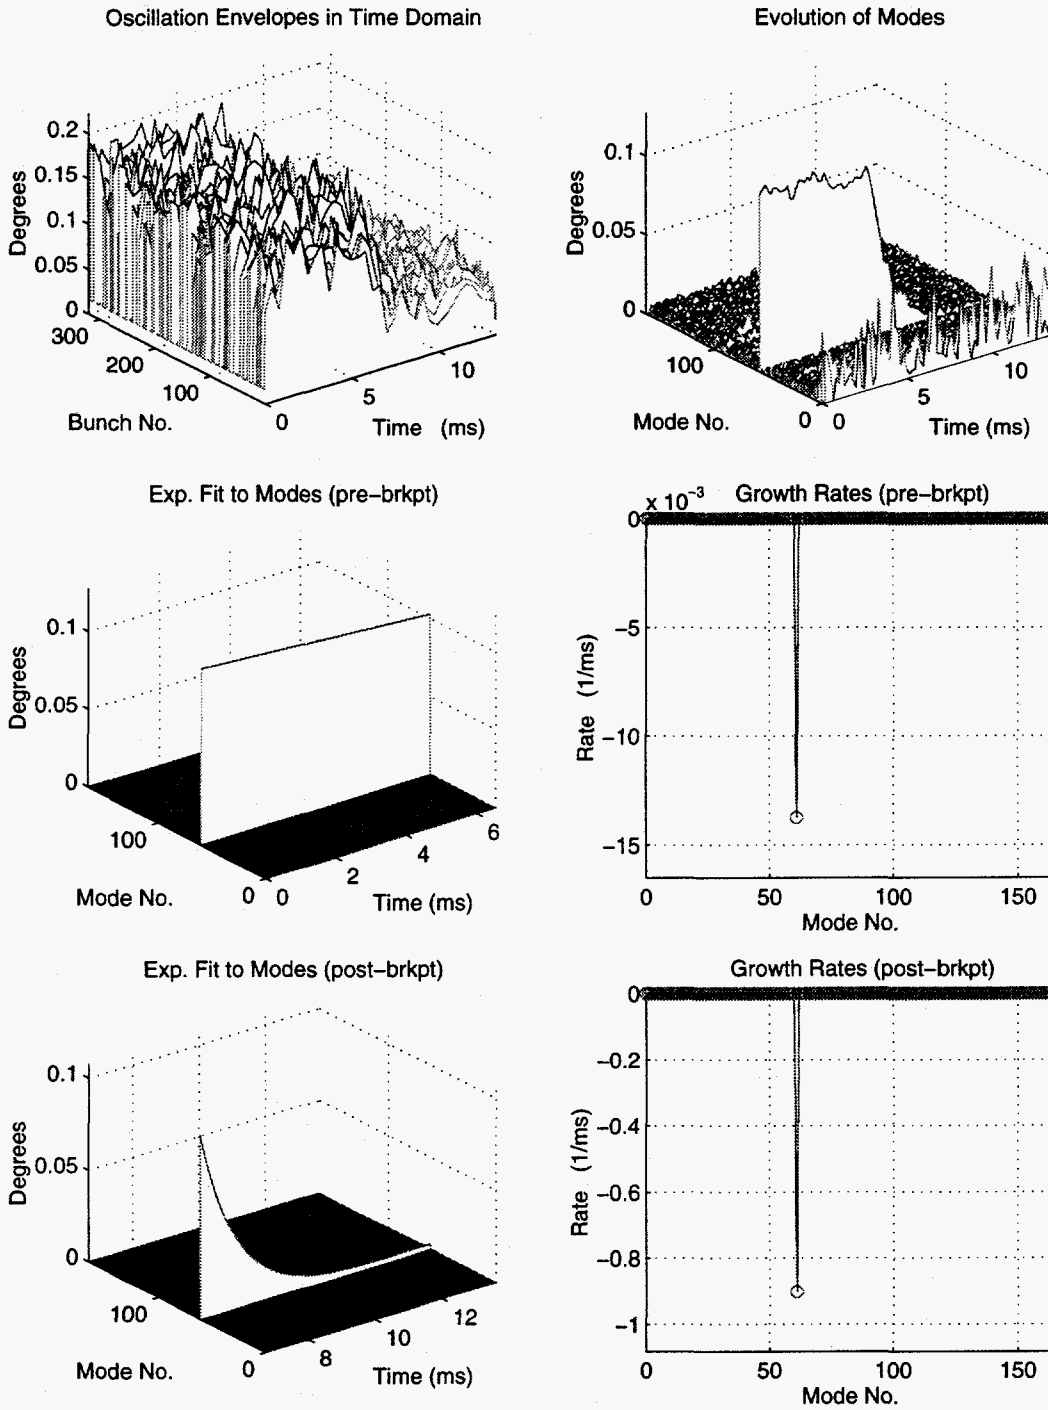 Oscillation Envelopes in Time Domain
Evolution of Modes
0.2
0.15
0.1
0.05
0
Degrees
300
200
100
0
5
10
Bunch No.
Time (ms)
0.1
0.05
0
Degrees
100
0
0
5
10
Mode No.
Time (ms)
Exp. Fit to Modes (pre-brkpt)
0.1
0.05
0
Degrees
100
0
0
2
4
6
Mode No.
Time (ms)
x 10^-3
Growth Rates (pre-brkpt)
0
-5
-10
-15
Rate (1/ms)
0
50
100
150
Mode No.
Exp. Fit to Modes (post-brkpt)
0.1
0.05
0
Degrees
100
0
8
10
12
Mode No.
Time (ms)
Growth Rates (post-brkpt)
0
-0.2
-0.4
-0.6
-0.8
-1
Rate (1/ms)
0
50
100
150
Mode No.